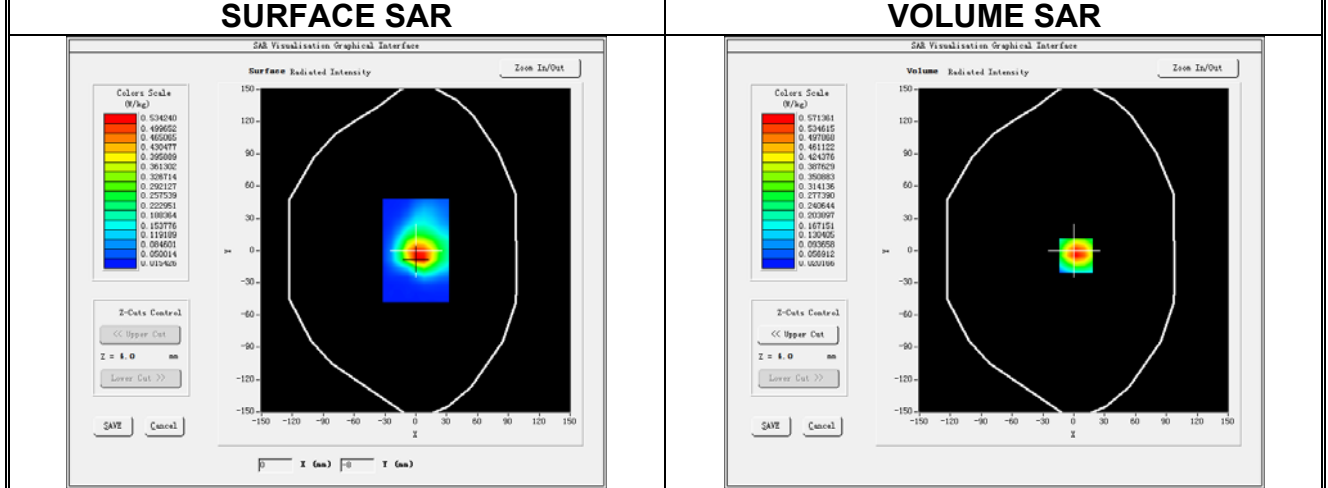 SURFACE SAR
SAR Visualisation Graphical Interface
Surface Radiated Intensity
Zoom In/Out
Colors Scale
(W/kg)
0.534240
0.499652
0.465065
0.430477
0.395889
0.361302
0.326714
0.292127
0.257539
0.222951
0.188364
0.153776
0.119189
0.084601
0.050014
0.015426
Z-Cuts Control
<< Upper Cut
Z = 4.0 mm
Lower Cut >>
SAVE
Cancel
150
120
90
60
30
0
-30
-60
-90
-120
-150
Y
-150 -120 -90 -60 -30 0 30 60 90 120 150
X
0 X (mm) -8 Y (mm)
VOLUME SAR
SAR Visualisation Graphical Interface
Volume Radiated Intensity
Zoom In/Out
Colors Scale
(W/kg)
0.571361
0.534615
0.497868
0.461122
0.424376
0.387629
0.350883
0.314136
0.277390
0.240644
0.203897
0.167151
0.130405
0.093658
0.056912
0.020166
Z-Cuts Control
<< Upper Cut
Z = 4.0 mm
Lower Cut >>
SAVE
Cancel
150
120
90
60
30
0
-30
-60
-90
-120
-150
Y
-150 -120 -90 -60 -30 0 30 60 90 120 150
X